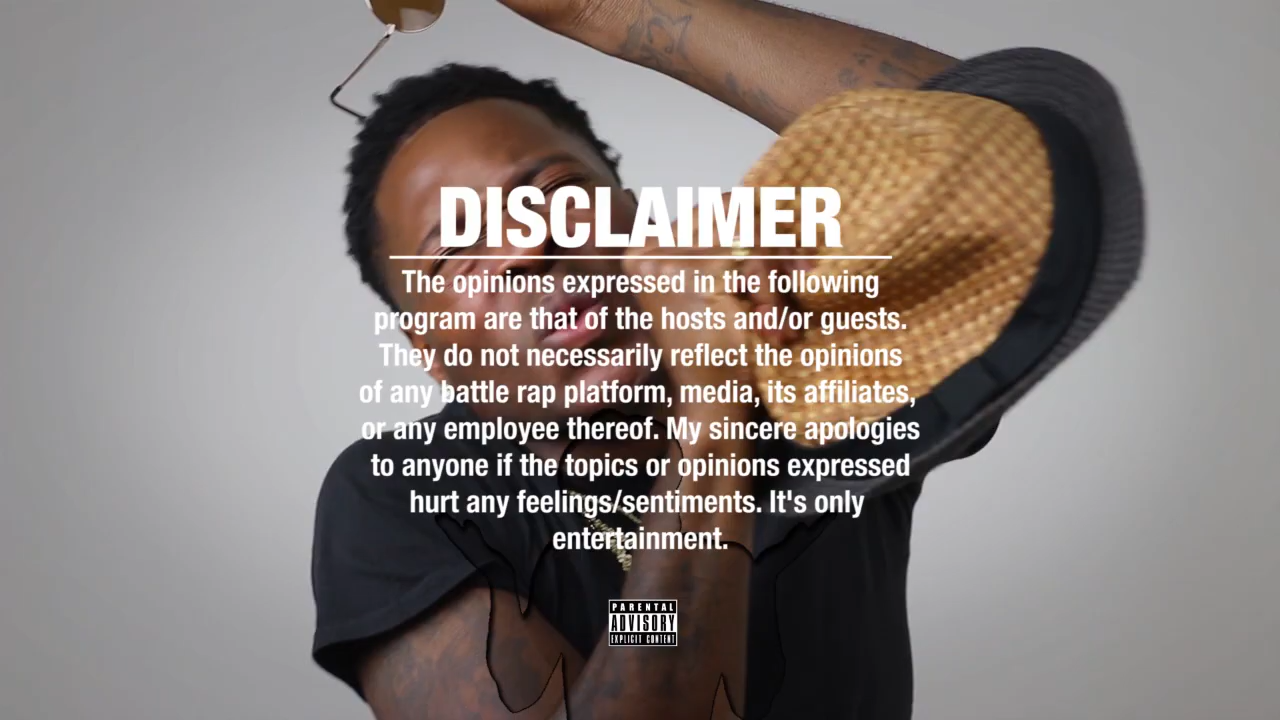 DISCLAIMER
The opinions expressed in the following
program are that of the hosts and/or guests.
They do not necessarily reflect the opinions
of any battle rap platform, media, its affiliates,
or any employee thereof. My sincere apologies
to anyone if the topics or opinions expressed
hurt any feelings/sentiments. It's only
entertainment.
PARENTAL
ADVISORY
EXPLICIT CONTENT